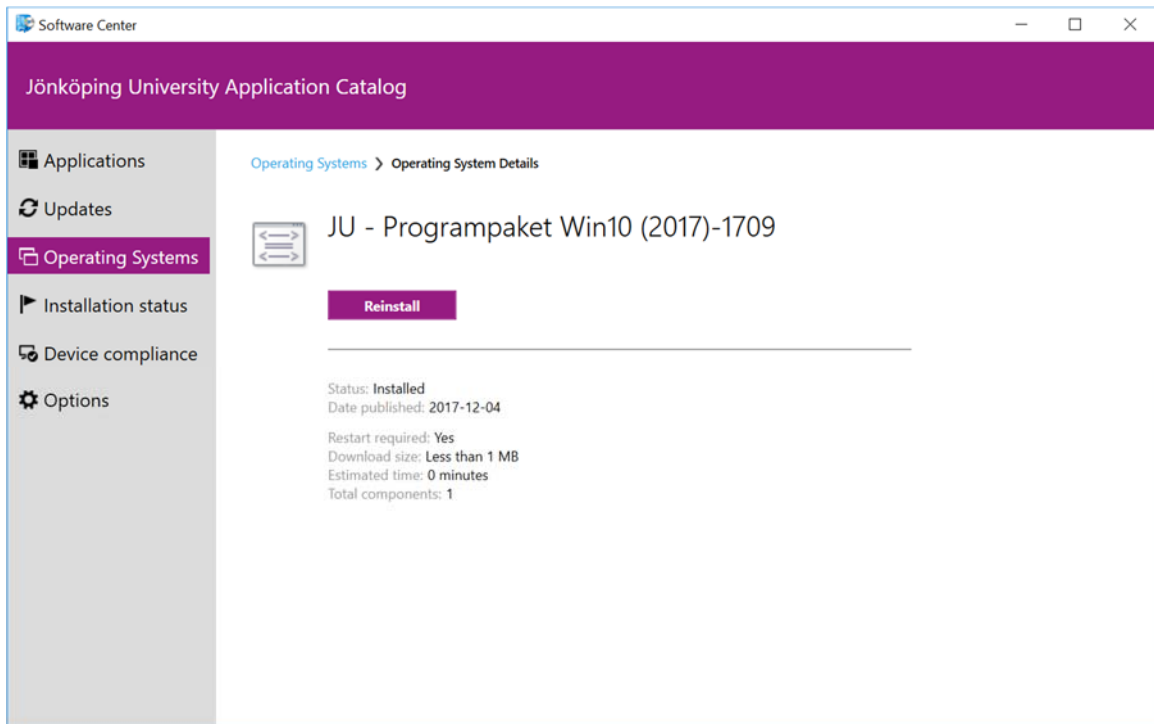 Software Center
Jönköping University Application Catalog
Applications
Updates
Operating Systems
Installation status
Device compliance
Options
Operating Systems ❯ Operating System Details
JU - Programpaket Win10 (2017)-1709
Reinstall
Status: Installed
Date published: 2017-12-04
Restart required: Yes
Download size: Less than 1 MB
Estimated time: 0 minutes
Total components: 1